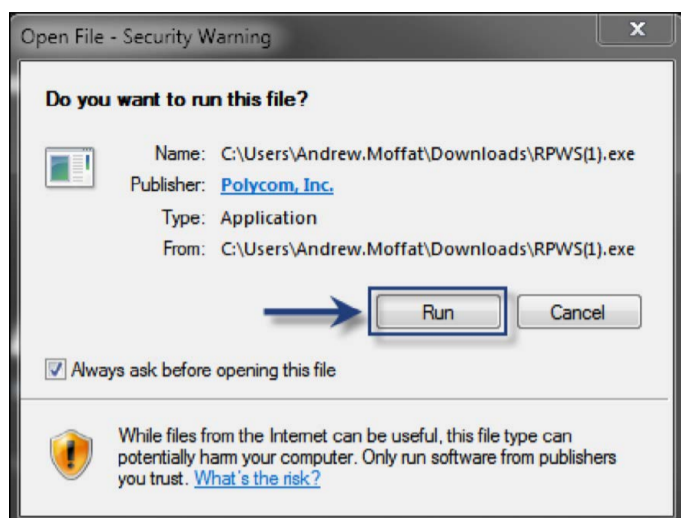 Open File - Security Warning
x
Do you want to run this file?
Name: C:\Users\Andrew.Moffat\Downloads\RPWS(1).exe
Publisher: Polycom, Inc.
Type: Application
From: C:\Users\Andrew.Moffat\Downloads\RPWS(1).exe
Run Cancel
Always ask before opening this file
While files from the Internet can be useful, this file type can
potentially harm your computer. Only run software from publishers
you trust. What's the risk?